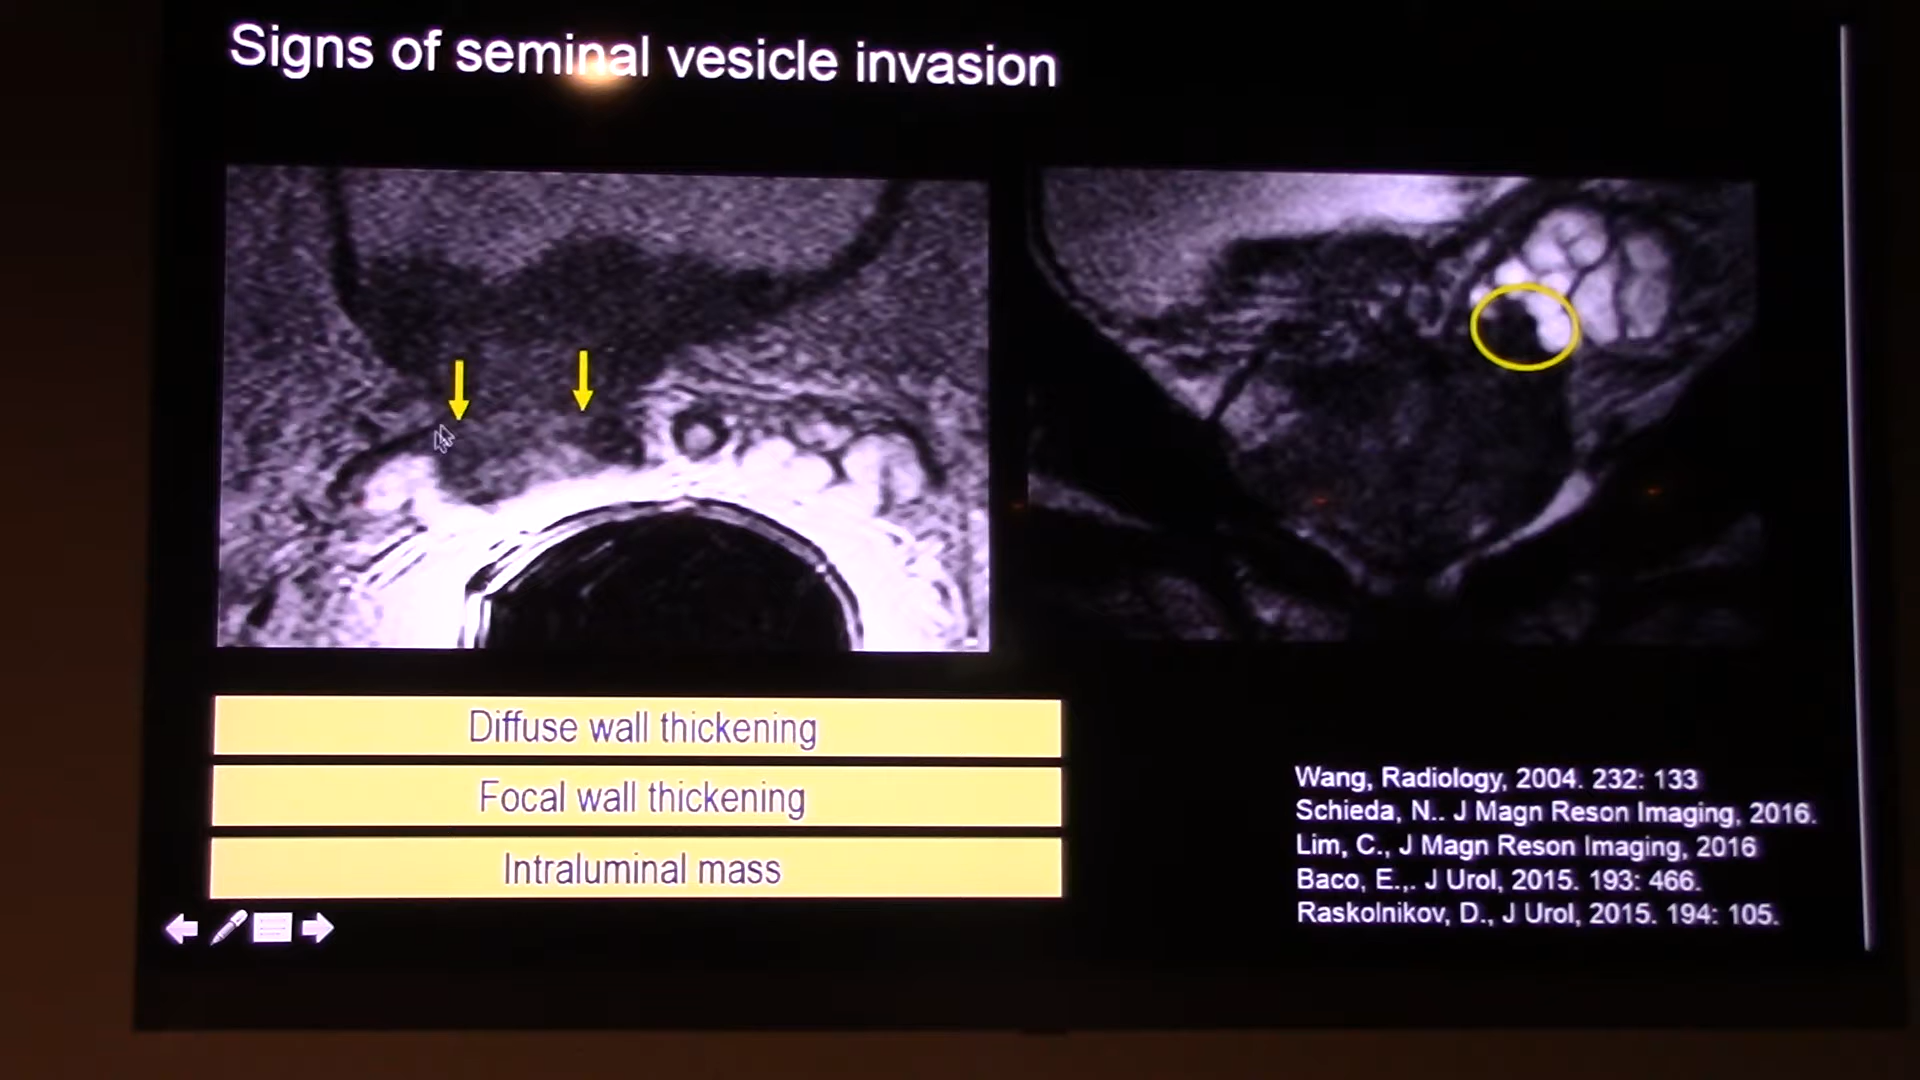 Signs of seminal vesicle invasion
Diffuse wall thickening
Focal wall thickening
Intraluminal mass
Wang, Radiology, 2004. 232: 133
Schieda, N.. J Magn Reson Imaging, 2016.
Lim, C., J Magn Reson Imaging, 2016
Baco, E.,. J Urol, 2015. 193: 466.
Raskolnikov, D., J Urol, 2015. 194: 105.